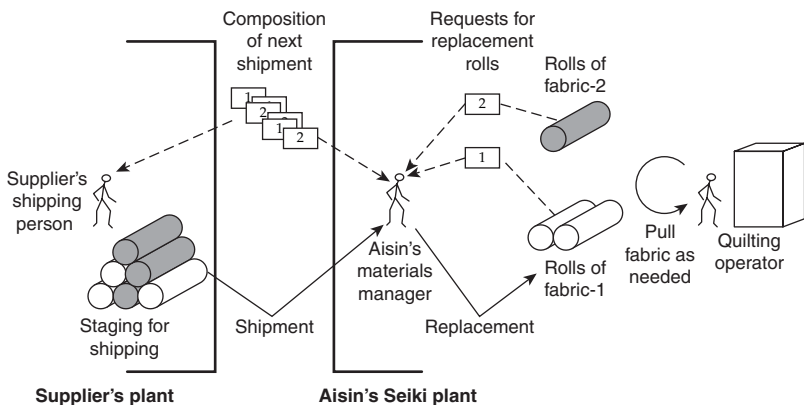 Composition
of next
shipment
Requests for
replacement
rolls
Rolls of
fabric-2
1
2
1
2
2
1
Supplier's
shipping
person
Aisin's
materials
manager
Rolls of
fabric-1
Pull
fabric as
needed
Quilting
operator
Staging for
shipping
Shipment
Replacement
Supplier's plant
Aisin's Seiki plant